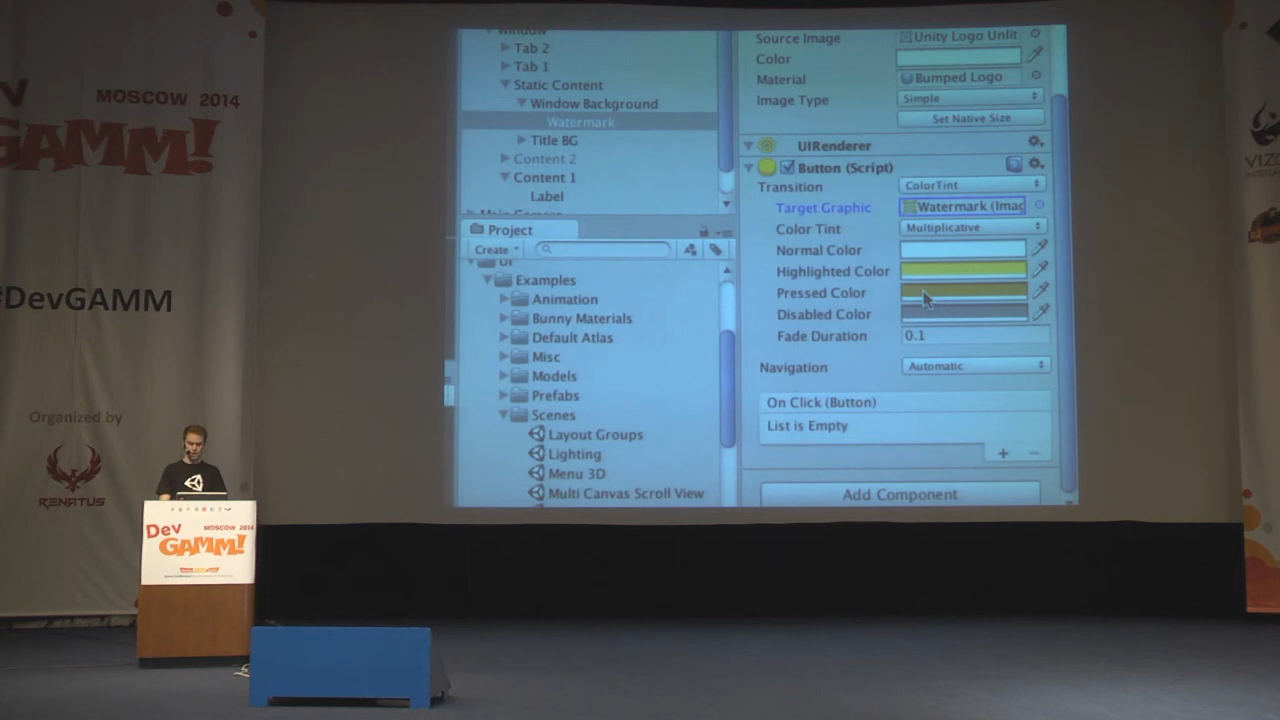 MOSCOW 2014
GAMM!
#DevGAMM
Organized by
RENATUS
Dev
MOSCOW 2014
GAMM!
Window
Tab 2
Tab 1
Static Content
Window Background
Watermark
Title BG
Content 2
Content 1
Label
Project
Create
UI
Examples
Animation
Bunny Materials
Default Atlas
Misc
Models
Prefabs
Scenes
Layout Groups
Lighting
Menu 3D
Multi Canvas Scroll View
Source Image Unity Logo Unlit
Color
Material Bumped Logo
Image Type Simple
Set Native Size
UIRenderer
Button (Script)
Transition ColorTint
Target Graphic Watermark (Imag
Color Tint Multiplicative
Normal Color
Highlighted Color
Pressed Color
Disabled Color
Fade Duration 0.1
Navigation Automatic
On Click (Button)
List is Empty
+ −
Add Component